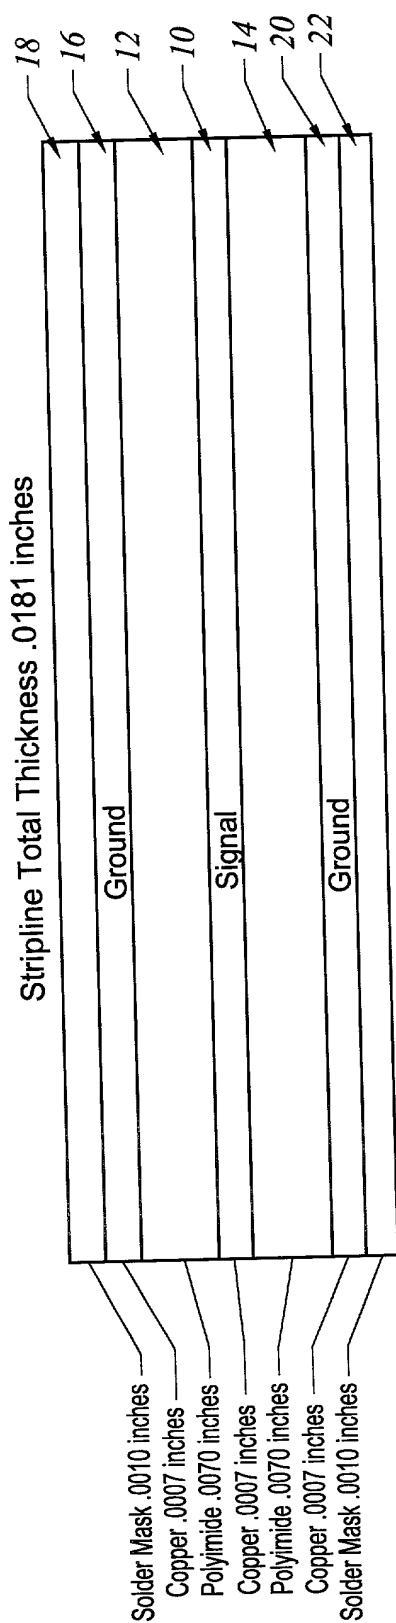 Stripline Total Thickness .0181 inches
Solder Mask .0010 inches
Copper .0007 inches
Polyimide .0070 inches
Copper .0007 inches
Polyimide .0070 inches
Copper .0007 inches
Solder Mask .0010 inches
Ground
Signal
Ground
18
16
12
10
14
20
22